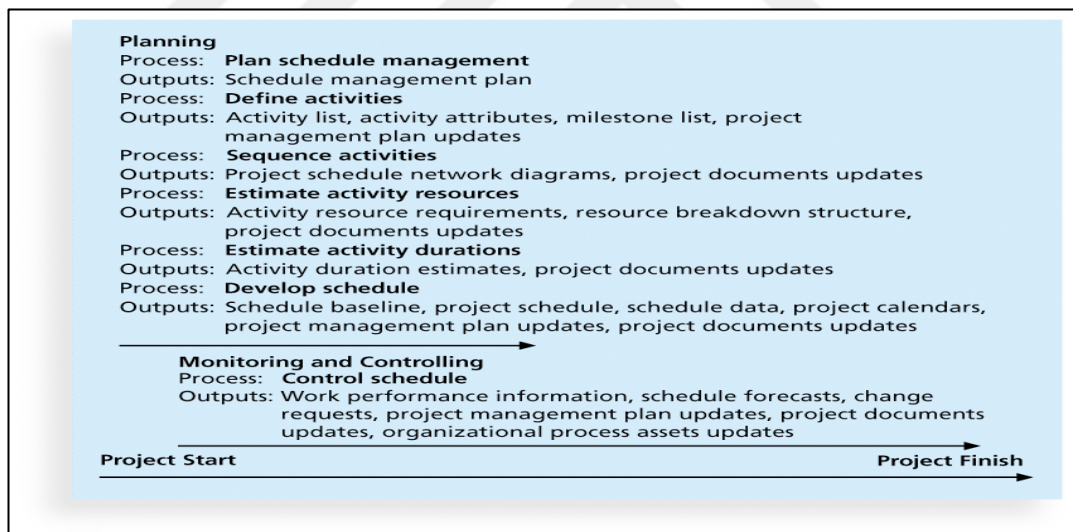 Planning
Process: Plan schedule management
Outputs: Schedule management plan
Process: Define activities
Outputs: Activity list, activity attributes, milestone list, project
management plan updates
Process: Sequence activities
Outputs: Project schedule network diagrams, project documents updates
Process: Estimate activity resources
Outputs: Activity resource requirements, resource breakdown structure,
project documents updates
Process: Estimate activity durations
Outputs: Activity duration estimates, project documents updates
Process: Develop schedule
Outputs: Schedule baseline, project schedule, schedule data, project calendars,
project management plan updates, project documents updates
Monitoring and Controlling
Process: Control schedule
Outputs: Work performance information, schedule forecasts, change
requests, project management plan updates, project documents
updates, organizational process assets updates
Project Start Project Finish